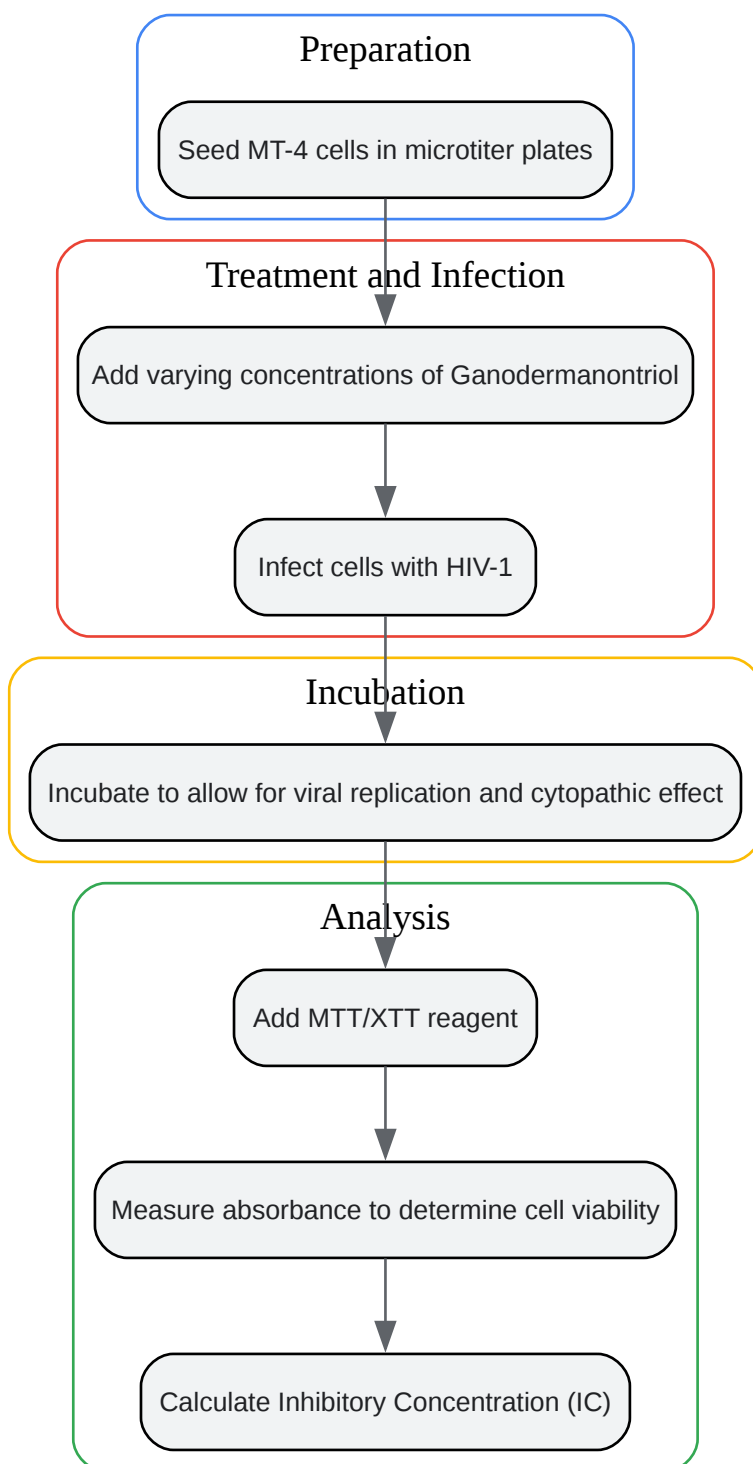 Preparation
Seed MT-4 cells in microtiter plates
Treatment and Infection
Add varying concentrations of Ganodermanontriol
Infect cells with HIV-1
Incubation
Incubate to allow for viral replication and cytopathic effect
Analysis
Add MTT/XTT reagent
Measure absorbance to determine cell viability
Calculate Inhibitory Concentration (IC)